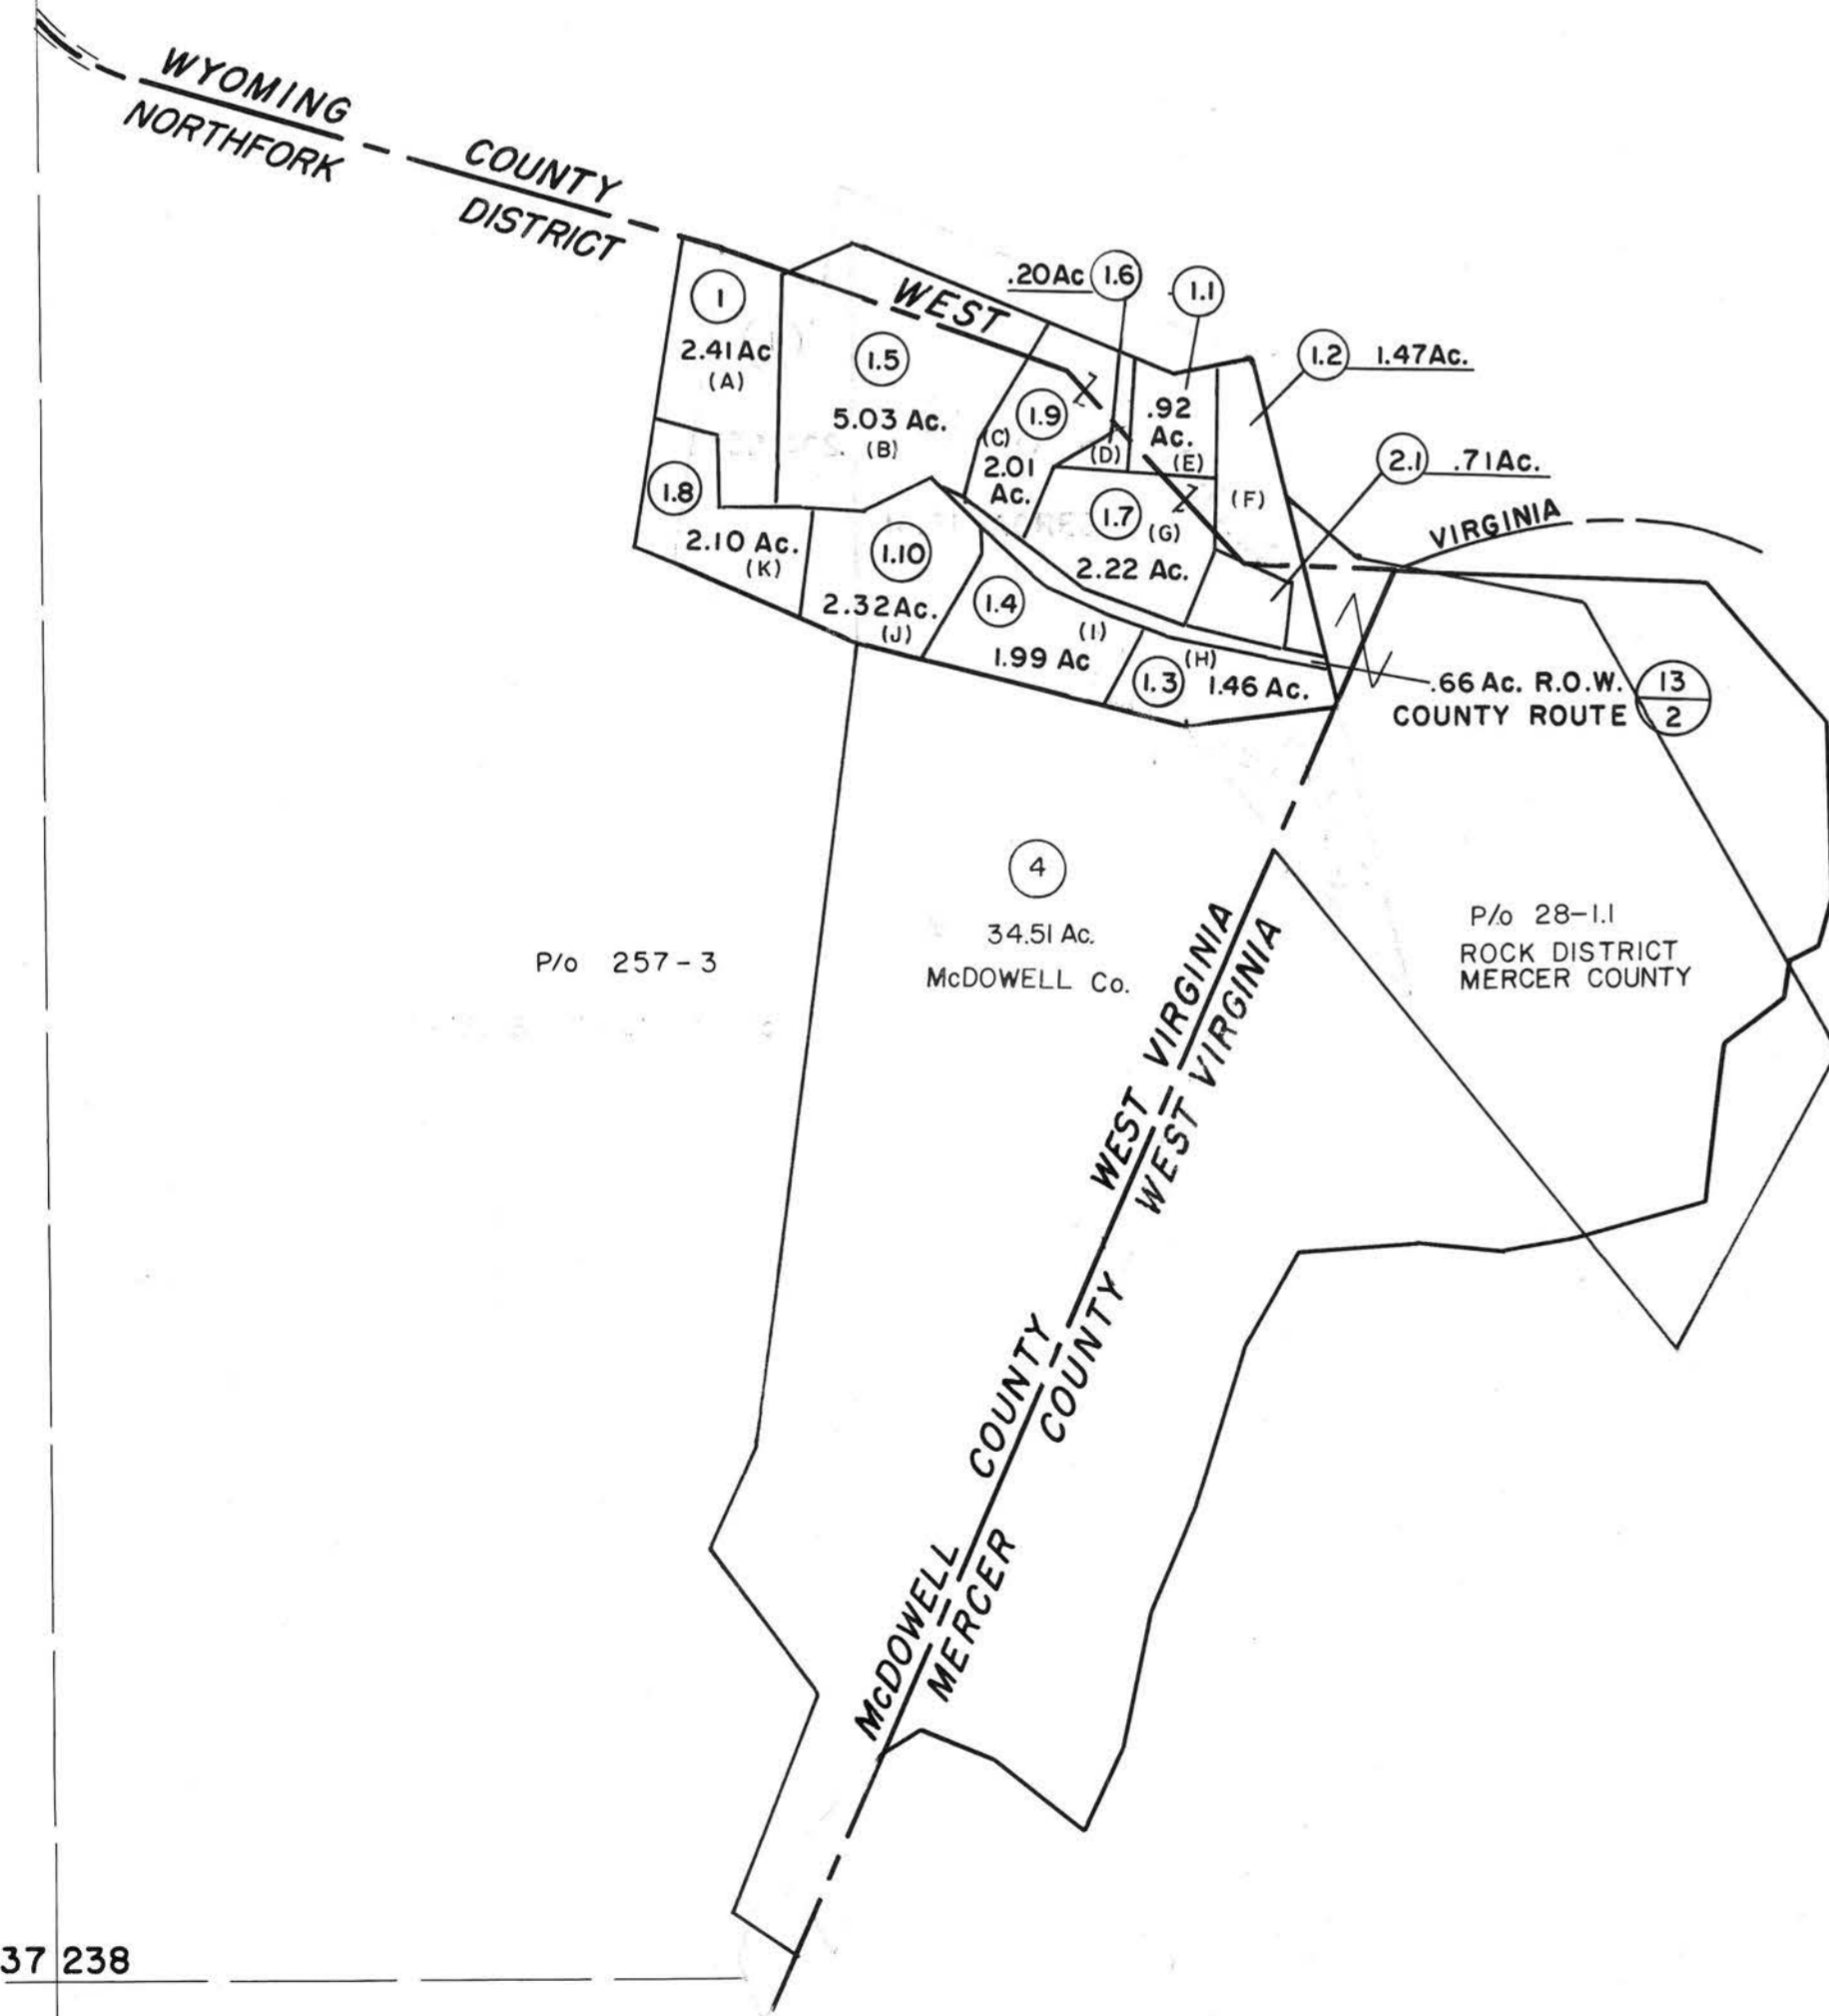 WYOMING COUNTY WEST VIRGINIA
NORTHFORK DISTRICT
.20Ac 1.6
1.1
1
2.41Ac
(A)
1.5
5.03 Ac.
(B)
1.9
(C)
2.01
Ac.
(D)
.92
Ac.
(E)
1.2 1.47Ac.
(F)
2.1 .71Ac.
1.8
2.10 Ac.
(K)
1.10
2.32Ac.
(J)
1.7
(G)
2.22 Ac.
1.4
(I)
1.99 Ac
(H)
1.3 1.46 Ac.
.66 Ac. R.O.W.
COUNTY ROUTE 13
2
4
34.51 Ac.
McDOWELL Co.
P/o 257-3
P/o 28-1.1
ROCK DISTRICT
MERCER COUNTY
McDOWELL COUNTY WEST VIRGINIA
MERCER COUNTY WEST VIRGINIA
37 238